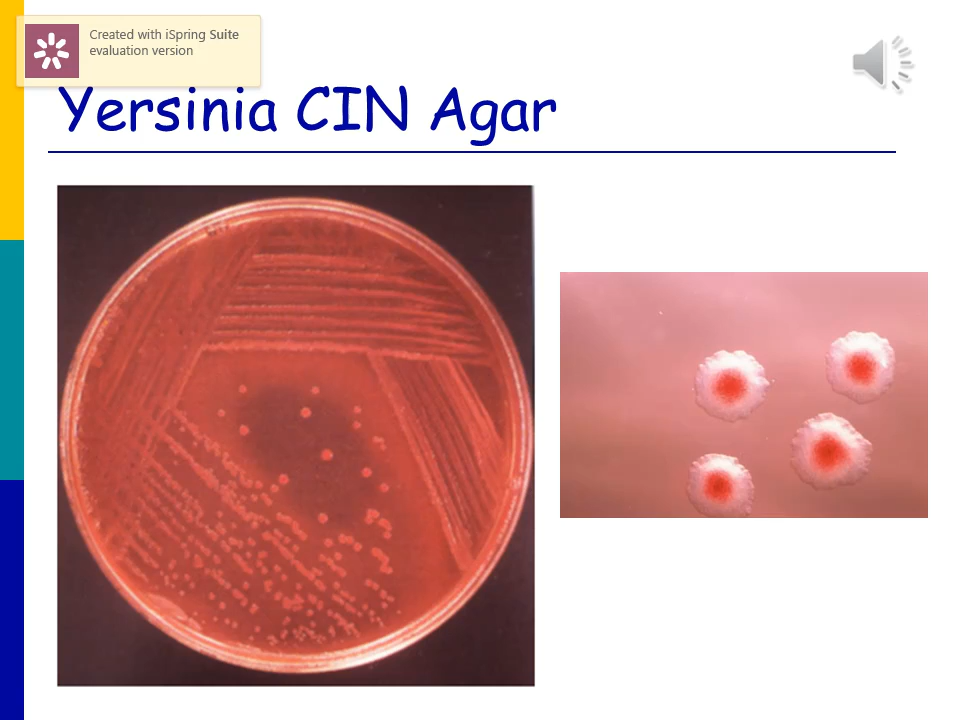 Created with iSpring Suite
evaluation version
Yersinia CIN Agar